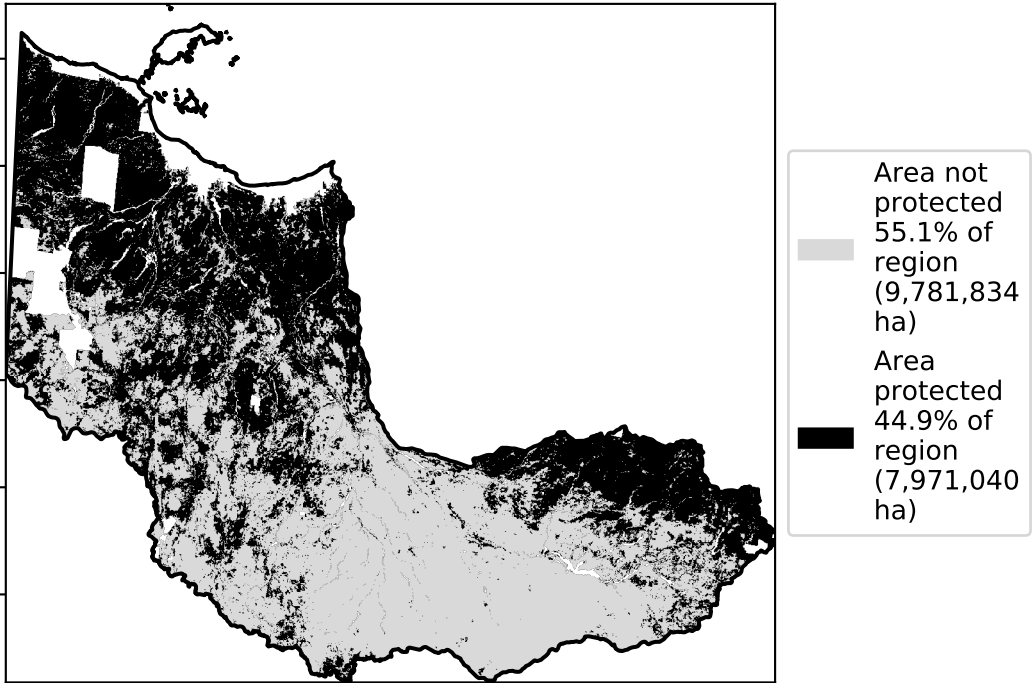 Area not
protected
55.1% of
region
(9,781,834
ha)
Area
protected
44.9% of
region
(7,971,040
ha)